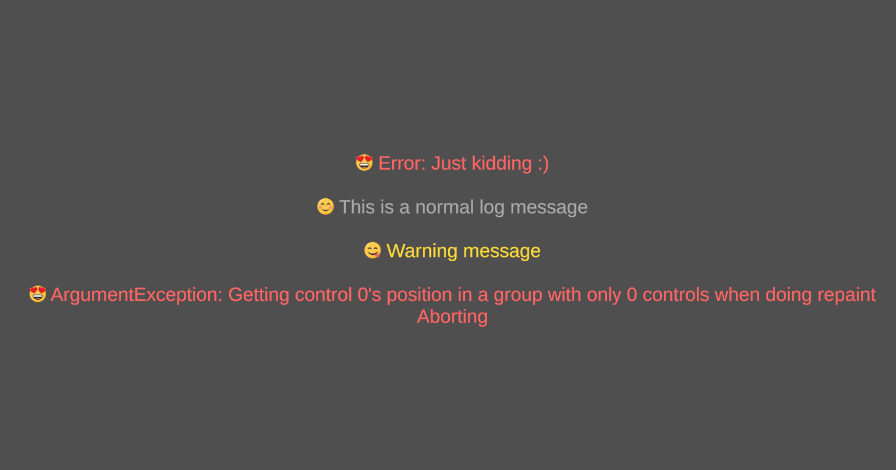 😍 Error: Just kidding :)
😊 This is a normal log message
😋 Warning message
😍 ArgumentException: Getting control 0's position in a group with only 0 controls when doing repaint
Aborting